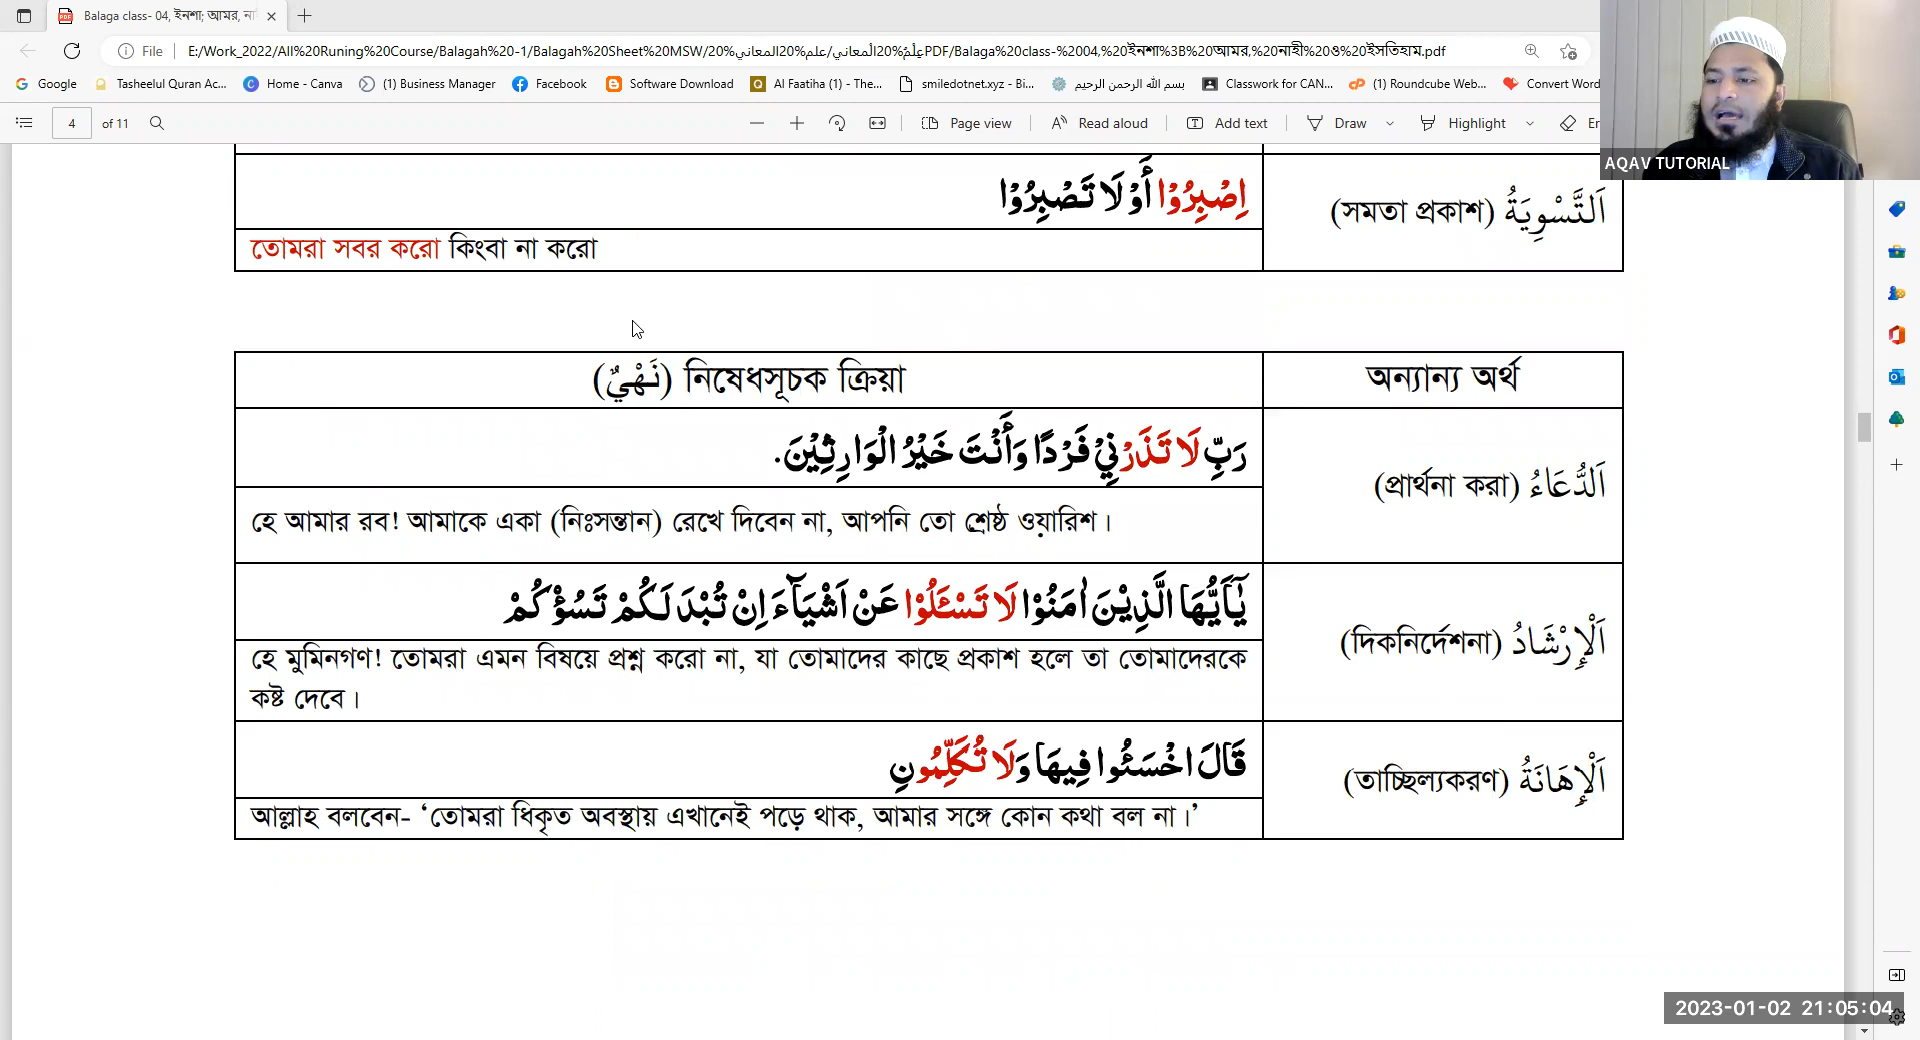 Balaga class- 04, ইনশা; আমর, না
File
E:/Work_2022/All%20Runing%20Course/Balagah%20-1/Balagah%20Sheet%20MSW/20%عِلْمُ%20المعاني/علم%20المعانيPDF/Balaga%20class-%2004,%20ইনশা%3B%20আমর,%20নাহী%20ও%20ইসতিহাম.pdf
Google
Tasheelul Quran Ac...
Home - Canva
(1) Business Manager
Facebook
Software Download
Al Faatiha (1) - The...
smiledotnet.xyz - Bi...
بسم الله الرحمن الرحيم
Classwork for CAN...
(1) Roundcube Web...
Convert Word
4 of 11
Page view
Read aloud
Add text
Draw
Highlight
Er
AQAV TUTORIAL
اِصْبِرُوْا أَوْ لَا تَصْبِرُوْا
اَلتَّسْوِيَةُ (সমতা প্রকাশ)
তোমরা সবর করো কিংবা না করো
নিষেধসূচক ক্রিয়া (نَهْيٌ)
অন্যান্য অর্থ
رَبِّ لَا تَذَرْنِيْ فَرْدًا وَأَنْتَ خَيْرُ الْوَارِثِيْنَ.
اَلدُّعَاءُ (প্রার্থনা করা)
হে আমার রব! আমাকে একা (নিঃসন্তান) রেখে দিবেন না, আপনি তো শ্রেষ্ঠ ওয়ারিশ।
يٰٓاَيُّهَا الَّذِيْنَ اٰمَنُوْا لَا تَسْـَٔلُوْا عَنْ اَشْيَآءَ اِنْ تُبْدَ لَكُمْ تَسُؤْكُمْ
اَلْإِرْشَادُ (দিকনির্দেশনা)
হে মুমিনগণ! তোমরা এমন বিষয়ে প্রশ্ন করো না, যা তোমাদের কাছে প্রকাশ হলে তা তোমাদেরকে
কষ্ট দেবে।
قَالَ اخْسَـُٔوا فِيهَا وَلَا تُكَلِّمُونِ
اَلْإِهَانَةُ (তাচ্ছিল্যকরণ)
আল্লাহ বলবেন- ‘তোমরা ধিকৃত অবস্থায় এখানেই পড়ে থাক, আমার সঙ্গে কোন কথা বল না।’
2023-01-02 21:05:04